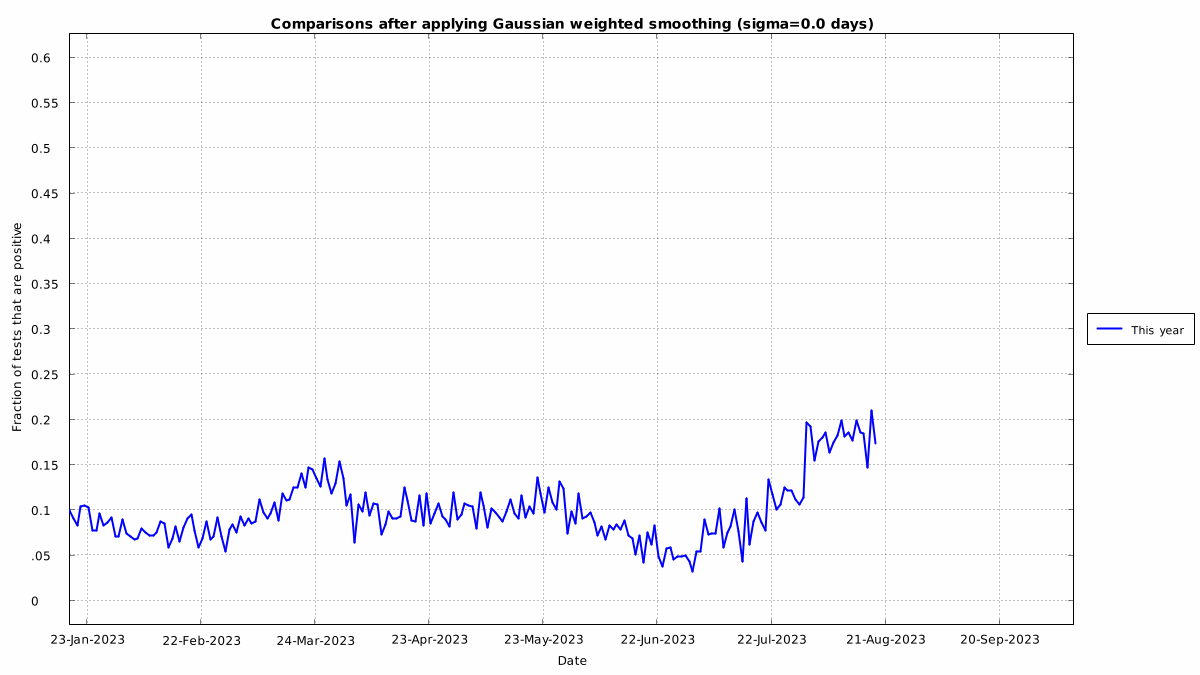 Comparisons after applying Gaussian weighted smoothing (sigma=0.0 days)
0.6
0.55
0.5
0.45
0.4
0.35
0.3
0.25
0.2
0.15
0.1
.05
0
Fraction of tests that are positive
This year
23-Jan-2023 22-Feb-2023 24-Mar-2023 23-Apr-2023 23-May-2023 22-Jun-2023 22-Jul-2023 21-Aug-2023 20-Sep-2023
Date